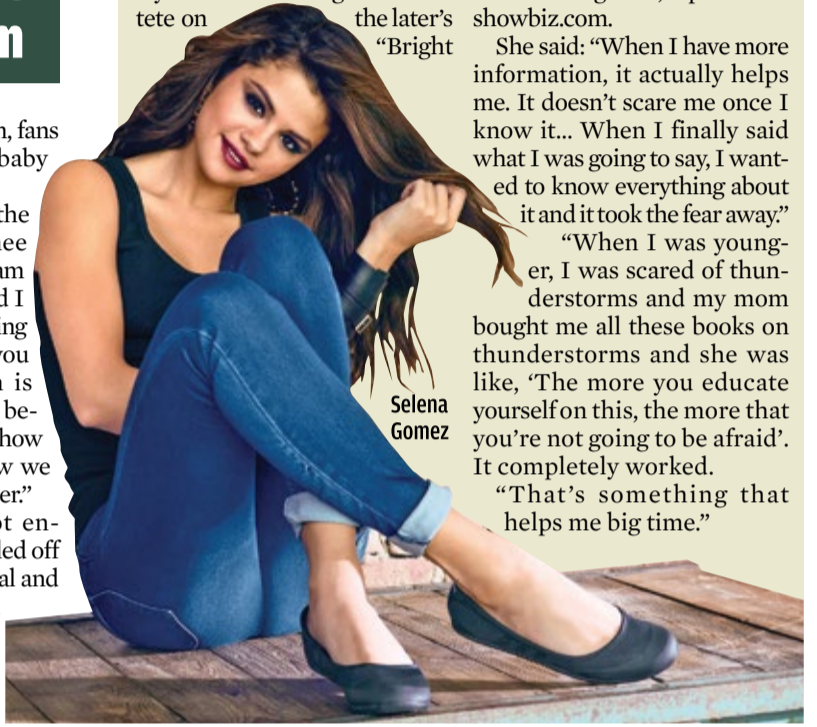 fans
baby
the
am
I
you
is
be-
how
we
er.”
en-
led off
al and
tete on the later’s
“Bright
Selena
Gomez
showbiz.com.
She said: “When I have more
information, it actually helps
me. It doesn’t scare me once I
know it... When I finally said
what I was going to say, I want-
ed to know everything about
it and it took the fear away.”
“When I was young-
er, I was scared of thun-
derstorms and my mom
bought me all these books on
thunderstorms and she was
like, ‘The more you educate
yourself on this, the more that
you’re not going to be afraid’.
It completely worked.
“That’s something that
helps me big time.”